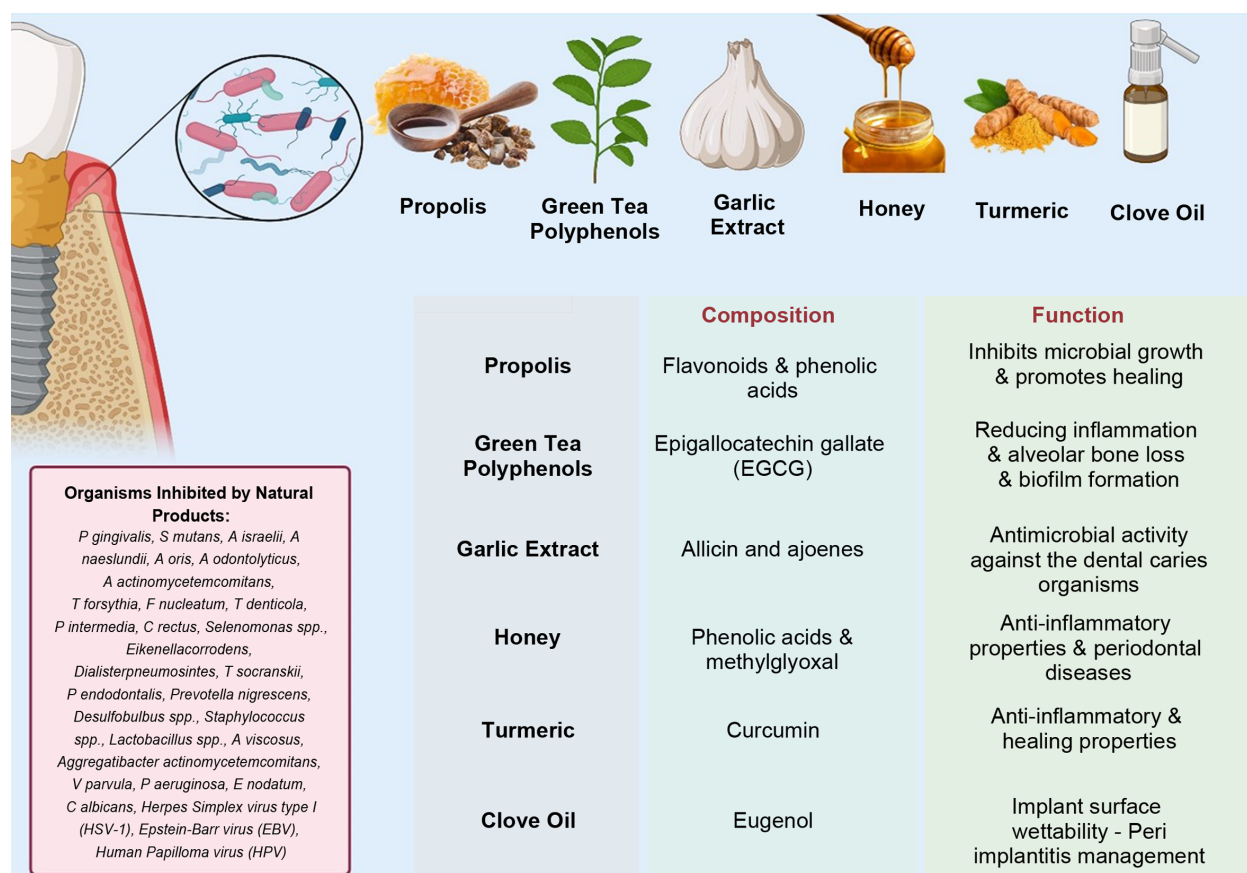 Propolis
Green Tea
Polyphenols
Garlic
Extract
Honey
Turmeric
Clove Oil
Composition
Function
Propolis
Flavonoids & phenolic
acids
Inhibits microbial growth
& promotes healing
Green Tea
Polyphenols
Epigallocatechin gallate
(EGCG)
Reducing inflammation
& alveolar bone loss
& biofilm formation
Garlic Extract
Allicin and ajoenes
Antimicrobial activity
against the dental caries
organisms
Honey
Phenolic acids &
methylglyoxal
Anti-inflammatory
properties & periodontal
diseases
Turmeric
Curcumin
Anti-inflammatory &
healing properties
Clove Oil
Eugenol
Implant surface
wettability - Peri
implantitis management
Organisms Inhibited by Natural
Products:
P gingivalis, S mutans, A israelii, A
naeslundii, A oris, A odontolyticus,
A actinomycetemcomitans,
T forsythia, F nucleatum, T denticola,
P intermedia, C rectus, Selenomonas spp.,
Eikenellacorrodens,
Dialisterpneumosintes, T socranskii,
P endodontalis, Prevotella nigrescens,
Desulfobulbus spp., Staphylococcus
spp., Lactobacillus spp., A viscosus,
Aggregatibacter actinomycetemcomitans,
V parvula, P aeruginosa, E nodatum,
C albicans, Herpes Simplex virus type I
(HSV-1), Epstein-Barr virus (EBV),
Human Papilloma virus (HPV)